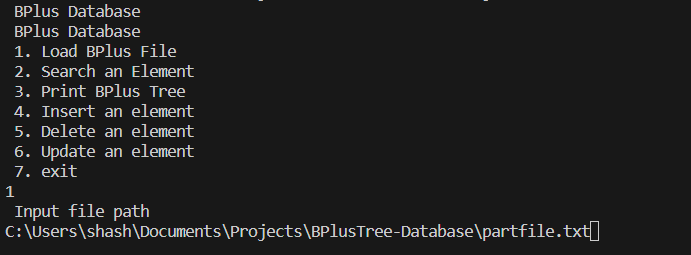 BPlus Database
BPlus Database
1. Load BPlus File
2. Search an Element
3. Print BPlus Tree
4. Insert an element
5. Delete an element
6. Update an element
7. exit
1
Input file path
C:\Users\shash\Documents\Projects\BPlusTree-Database\partfile.txt